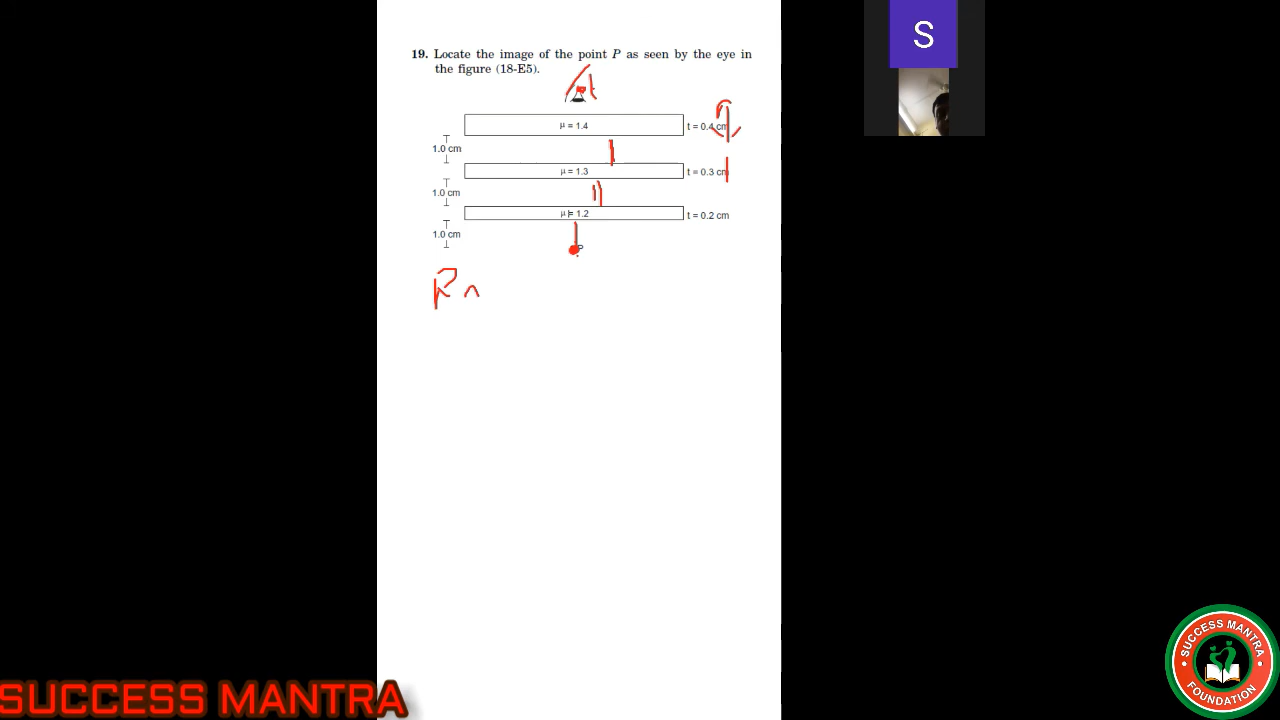 19. Locate the image of the point P as seen by the eye in
the figure (18-E5).
μ = 1.4
t = 0.4 cm
1.0 cm
μ = 1.3
t = 0.3 cm
1.0 cm
μ = 1.2
t = 0.2 cm
1.0 cm
P
S
SUCCESS MANTRA
SUCCESS MANTRA
FOUNDATION